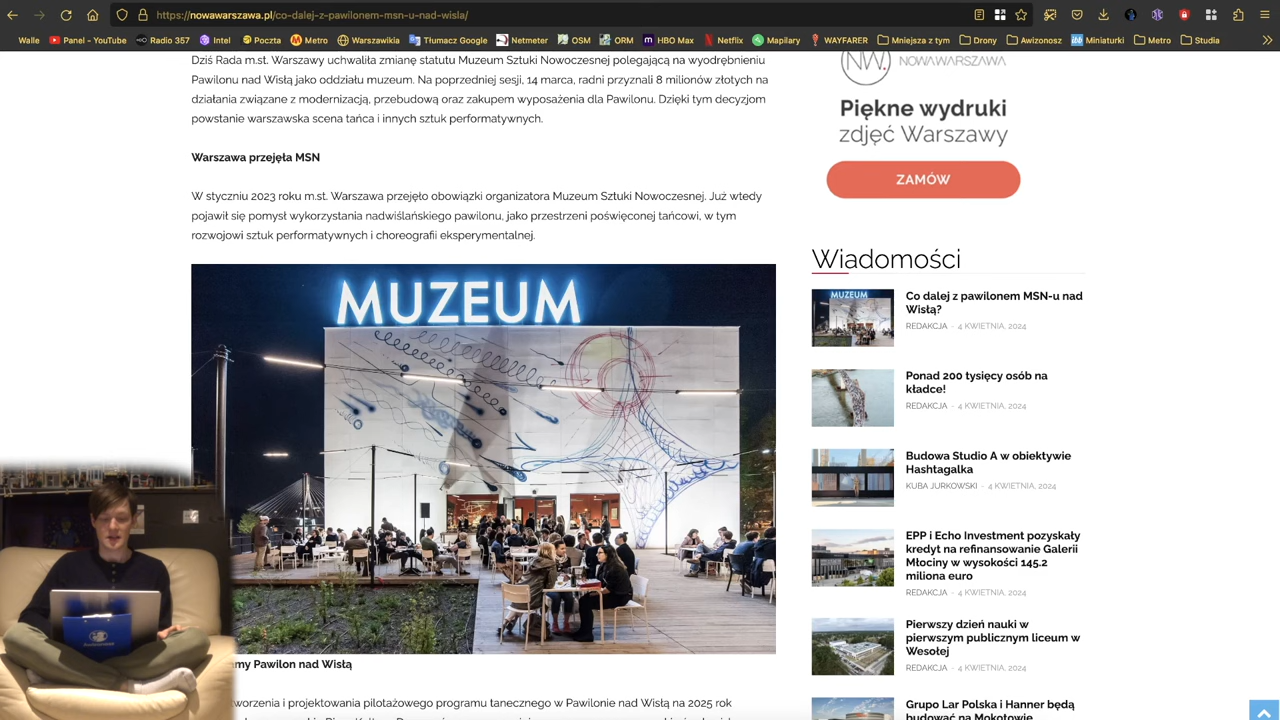 https://nowawarszawa.pl/co-dalej-z-pawilonem-msn-u-nad-wisla/
Walle
Panel - YouTube
Radio 357
Intel
Poczta
Metro
Warszawikia
Tłumacz Google
Netmeter
OSM
ORM
HBO Max
Netflix
Mapilary
WAYFARER
Mniejsza z tym
Drony
Awizonosz
Miniaturki
Metro
Studia
Dziś Rada m.st. Warszawy uchwaliła zmianę statutu Muzeum Sztuki Nowoczesnej polegającą na wyodrębnieniu
Pawilonu nad Wisłą jako oddziału muzeum. Na poprzedniej sesji, 14 marca, radni przyznali 8 milionów złotych na
działania związane z modernizacją, przebudową oraz zakupem wyposażenia dla Pawilonu. Dzięki tym decyzjom
powstanie warszawska scena tańca i innych sztuk performatywnych.
Warszawa przejęła MSN
W styczniu 2023 roku m.st. Warszawa przejęło obowiązki organizatora Muzeum Sztuki Nowoczesnej. Już wtedy
pojawił się pomysł wykorzystania nadwiślańskiego pawilonu, jako przestrzeni poświęconej tańcowi, w tym
rozwojowi sztuk performatywnych i choreografii eksperymentalnej.
MUZEUM
my Pawilon nad Wisłą
worzenia i projektowania pilotażowego programu tanecznego w Pawilonie nad Wisłą na 2025 rok
NW.
NOWAWARSZAWA
Piękne wydruki
zdjęć Warszawy
ZAMÓW
Wiadomości
MUZEUM
Co dalej z pawilonem MSN-u nad
Wisłą?
REDAKCJA - 4 KWIETNIA, 2024
Ponad 200 tysięcy osób na
kładce!
REDAKCJA - 4 KWIETNIA, 2024
Budowa Studio A w obiektywie
Hashtagalka
KUBA JURKOWSKI - 4 KWIETNIA, 2024
EPP i Echo Investment pozyskały
kredyt na refinansowanie Galerii
Młociny w wysokości 145.2
miliona euro
REDAKCJA - 4 KWIETNIA, 2024
Pierwszy dzień nauki w
pierwszym publicznym liceum w
Wesołej
REDAKCJA - 4 KWIETNIA, 2024
Grupo Lar Polska i Hanner będą
budować na Mokotowie